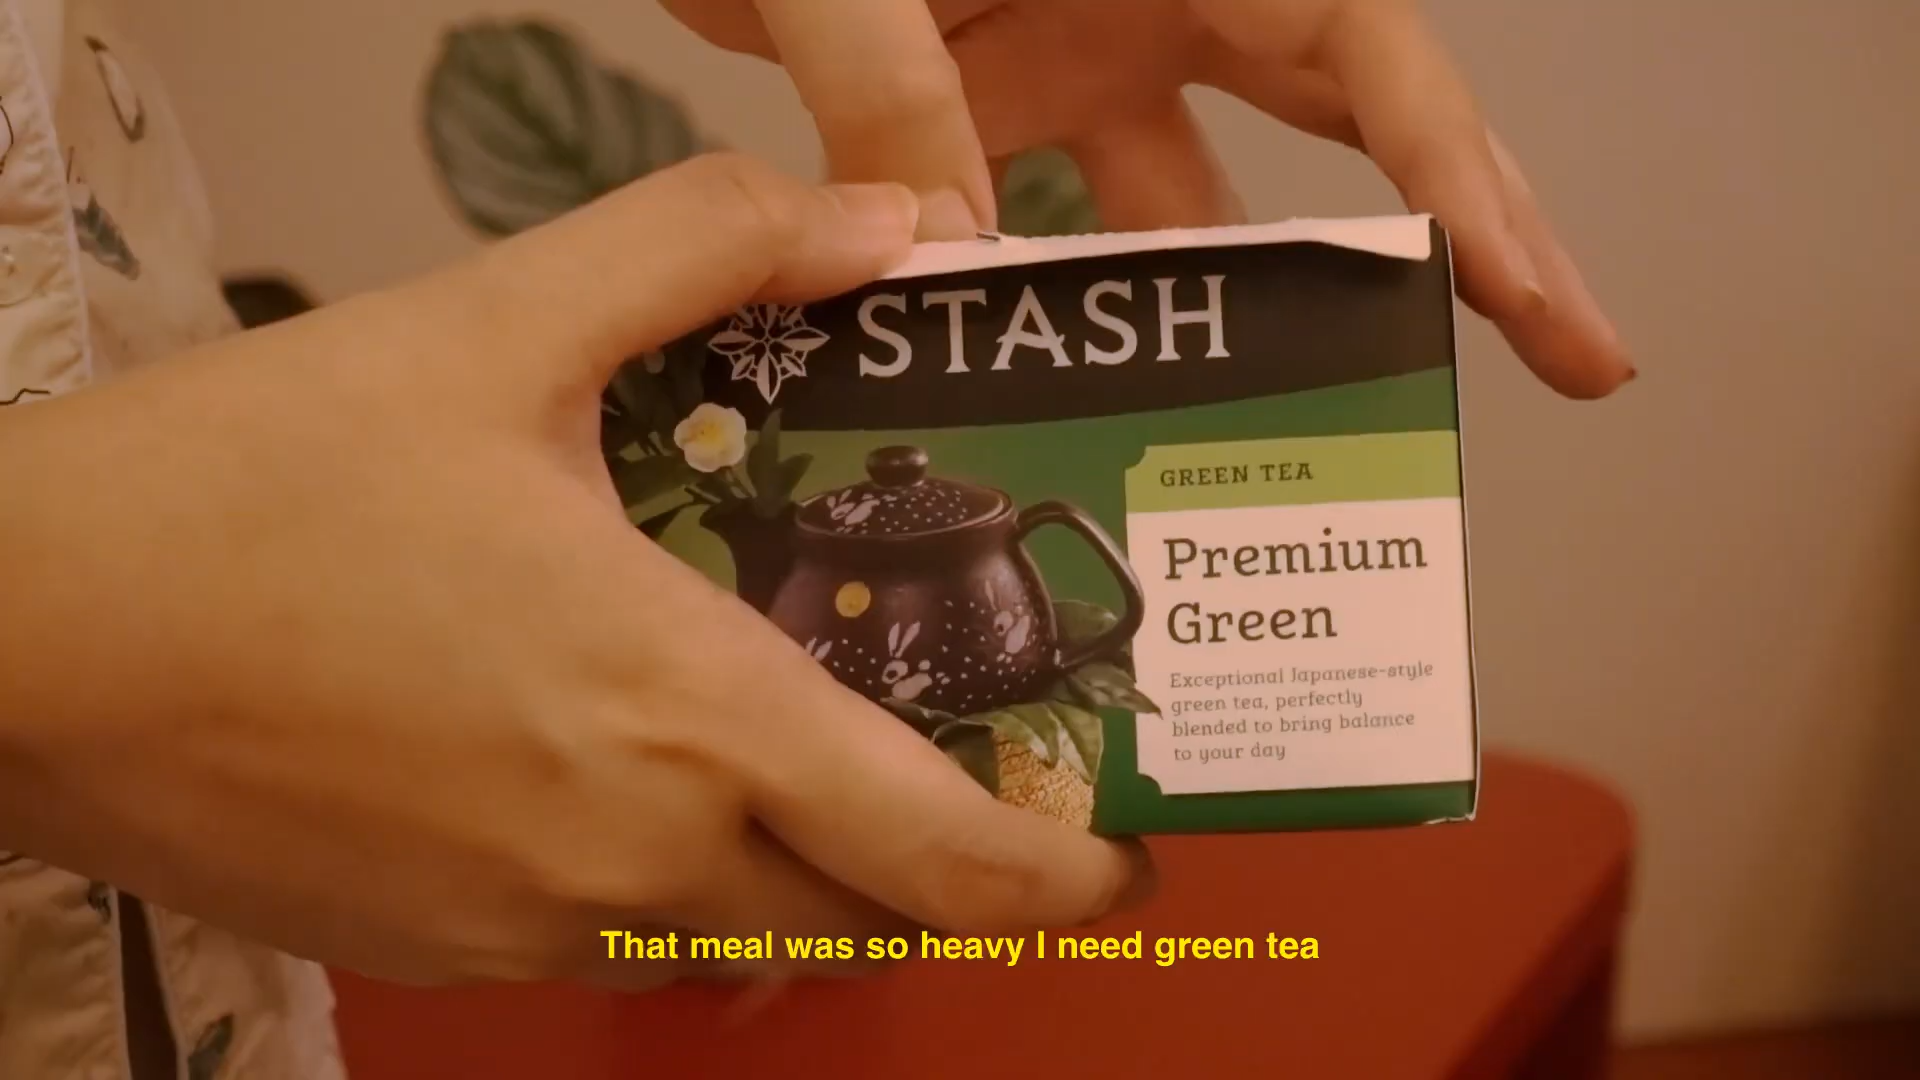 STASH
GREEN TEA
Premium
Green
Exceptional Japanese-style
green tea, perfectly
blended to bring balance
to your day
That meal was so heavy I need green tea